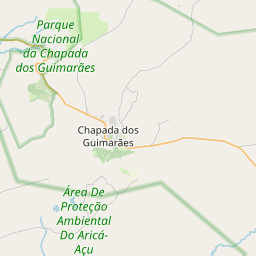 Parque
Nacional
da Chapada
dos Guimarães
Chapada dos
Guimarães
Área De
Proteção
Ambiental
Do Aricá-
Açu